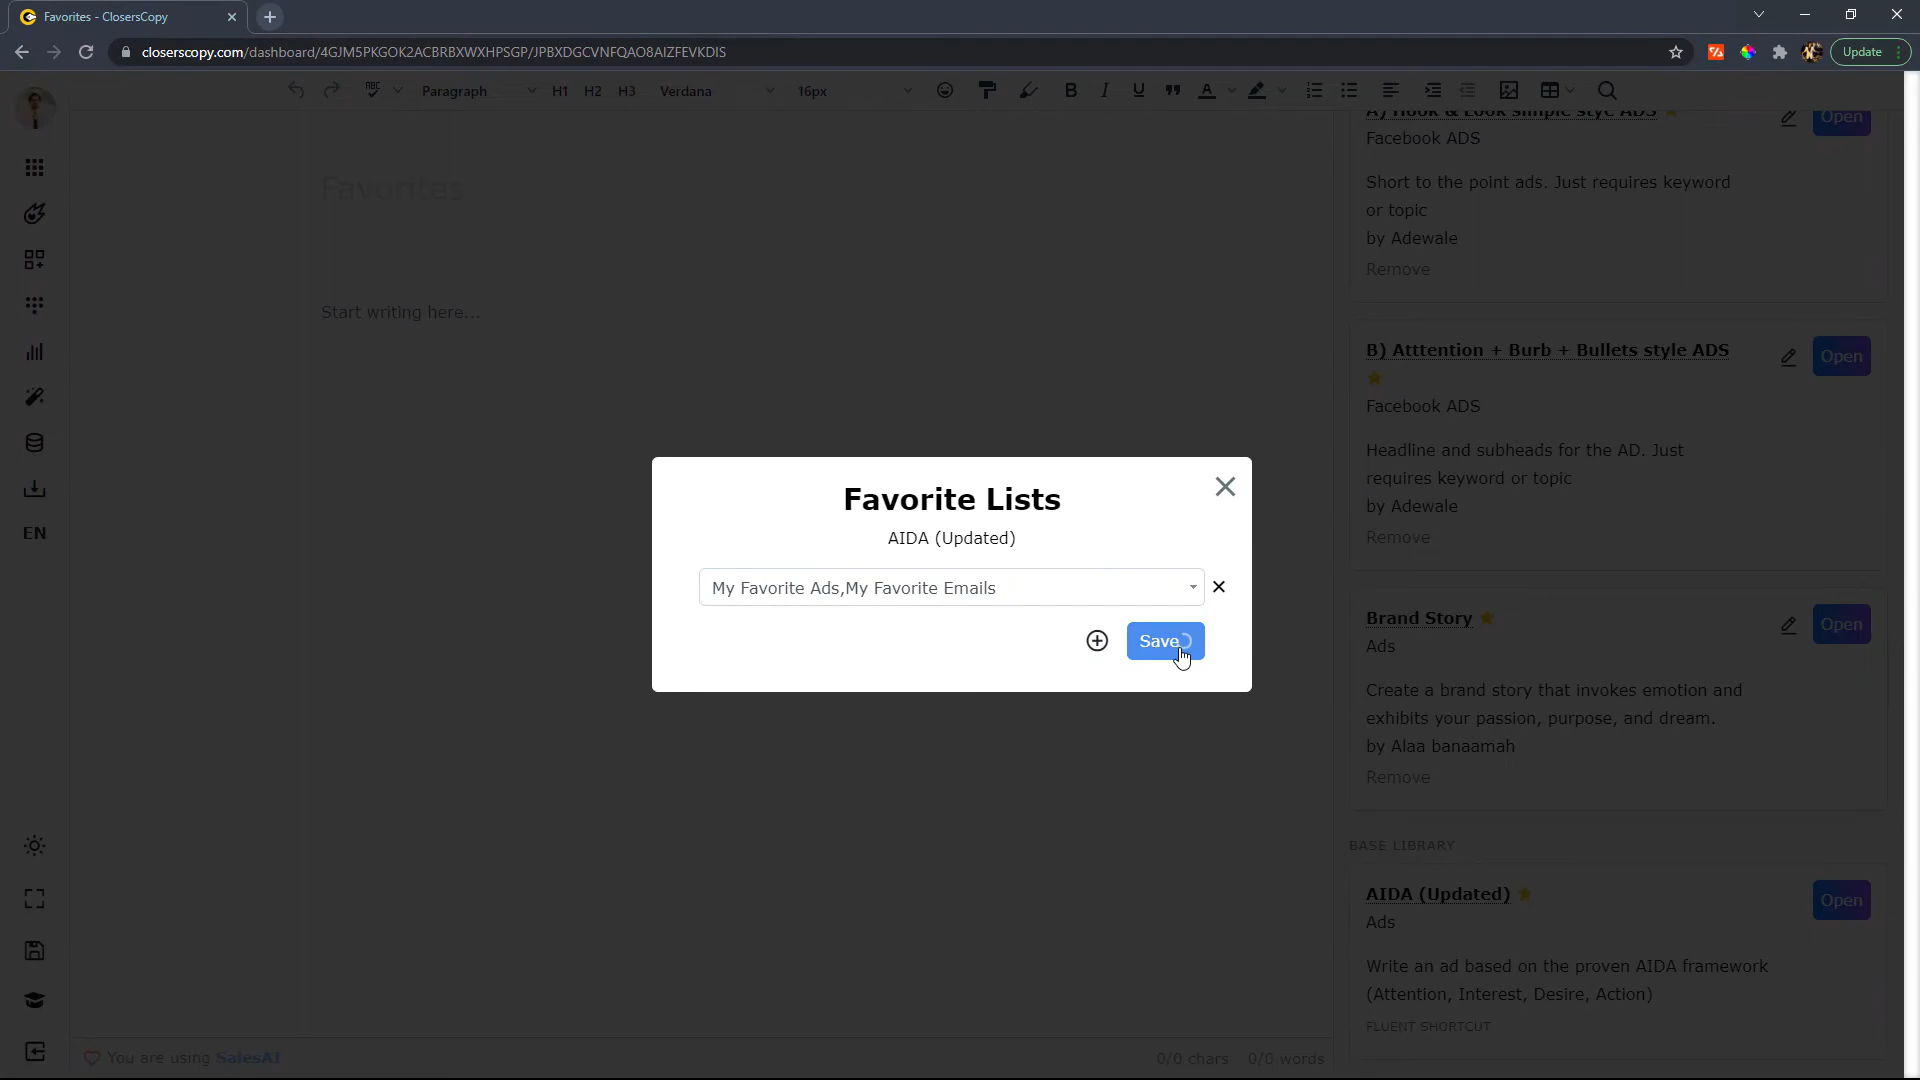 Favorites - ClosersCopy
closerscopy.com/dashboard/4GJM5PKGOK2ACBRBXWXHPSGP/JPBXDGCVNFQAO8AIZFEVKDIS
Update
ABC
Paragraph
H1
H2
H3
Verdana
16px
B
I
U
A
A) Hook & Look simple stye ADS
Open
Facebook ADS
Short to the point ads. Just requires keyword
or topic
by Adewale
Remove
Favorites
Start writing here...
B) Atttention + Burb + Bullets style ADS
Open
Facebook ADS
Headline and subheads for the AD. Just
requires keyword or topic
by Adewale
Remove
Favorite Lists
AIDA (Updated)
My Favorite Ads,My Favorite Emails
Save
EN
Brand Story
Open
Ads
Create a brand story that invokes emotion and
exhibits your passion, purpose, and dream.
by Alaa banaamah
Remove
BASE LIBRARY
AIDA (Updated)
Open
Ads
Write an ad based on the proven AIDA framework
(Attention, Interest, Desire, Action)
FLUENT SHORTCUT
You are using SalesAI
0/0 chars
0/0 words